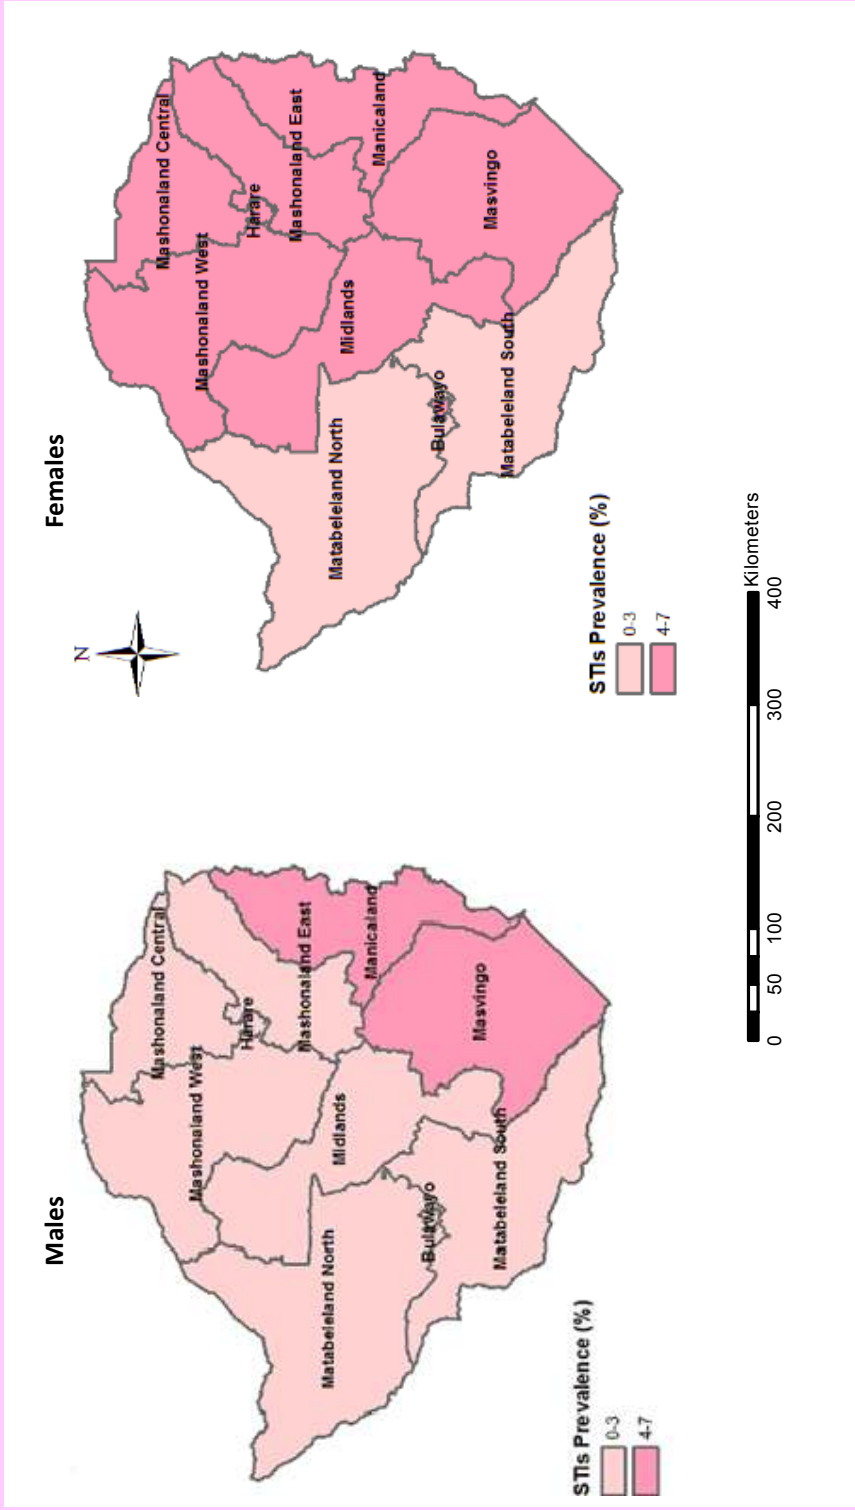 Males
Mashonaland Central
Mashonaland West
Harare
Mashonaland East
Manicaland
Midlands
Masvingo
Matabeleland North
Bulawayo
Matabeleland South
STIs Prevalence (%)
0-3
4-7
N
Females
Mashonaland Central
Mashonaland West
Harare
Mashonaland East
Manicaland
Midlands
Masvingo
Matabeleland North
Bulawayo
Matabeleland South
STIs Prevalence (%)
0-3
4-7
0 50 100 200 300 400
Kilometers